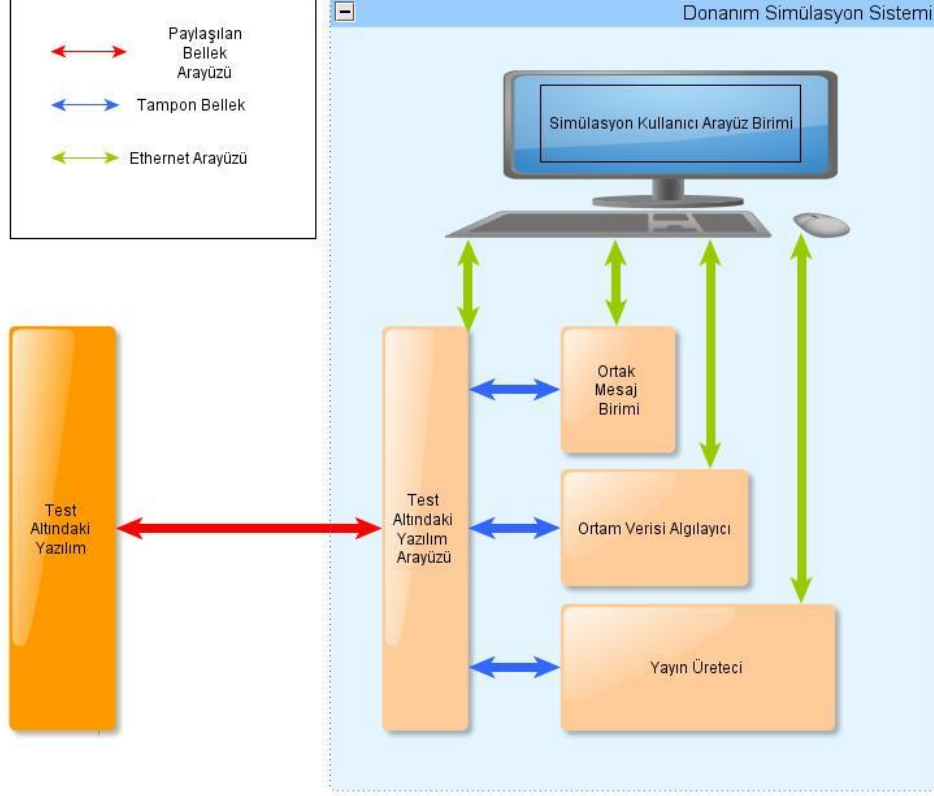 Paylaşılan
Bellek
Arayüzü
Tampon Bellek
Ethernet Arayüzü
Donanım Simülasyon Sistemi
Simülasyon Kullanıcı Arayüz Birimi
Test
Altındaki
Yazılım
Test
Altındaki
Yazılım
Arayüzü
Ortak
Mesaj
Birimi
Ortam Verisi Algılayıcı
Yayın Üreteci